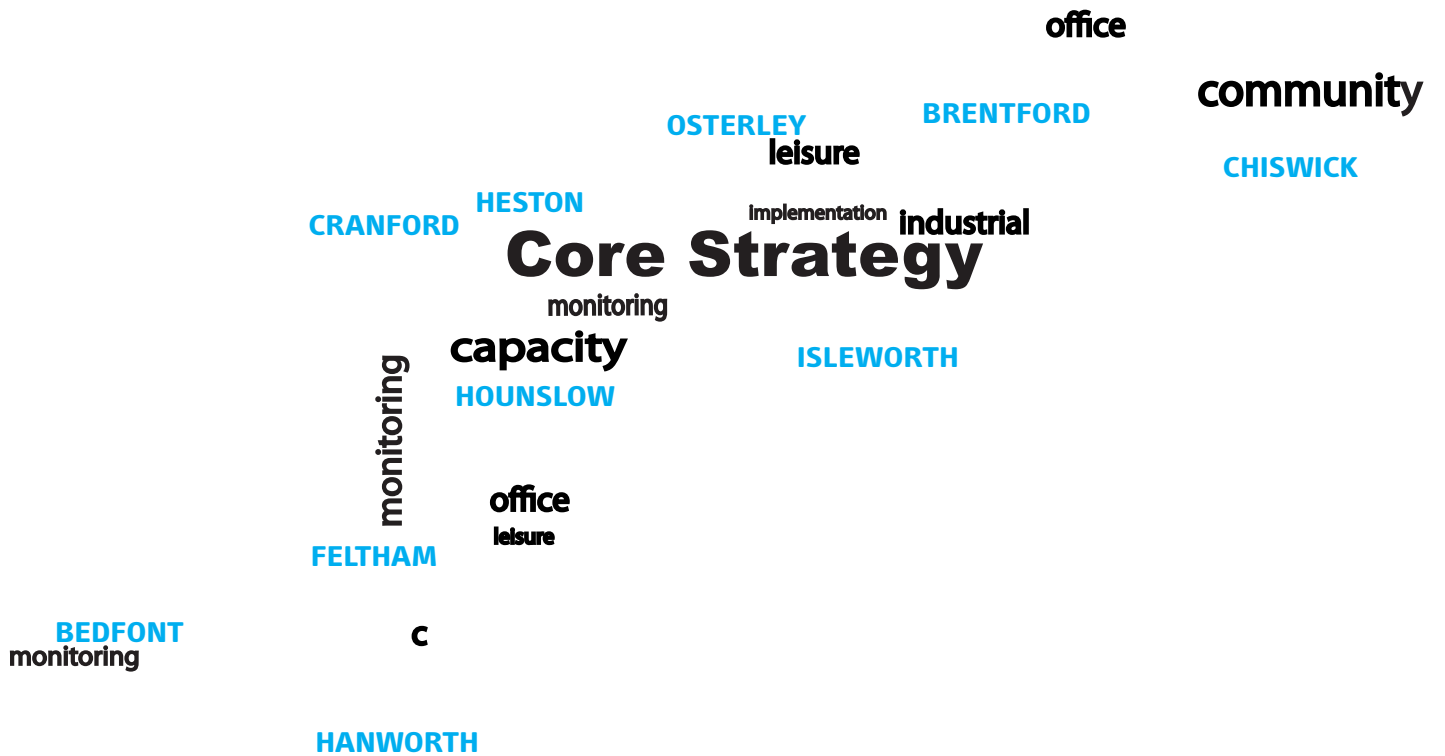 office
community
OSTERLEY
BRENTFORD
leisure
CHISWICK
HESTON
CRANFORD
implementation
industrial
Core Strategy
monitoring
capacity
ISLEWORTH
HOUNSLOW
monitoring
office
leisure
FELTHAM
BEDFONT
c
monitoring
HANWORTH